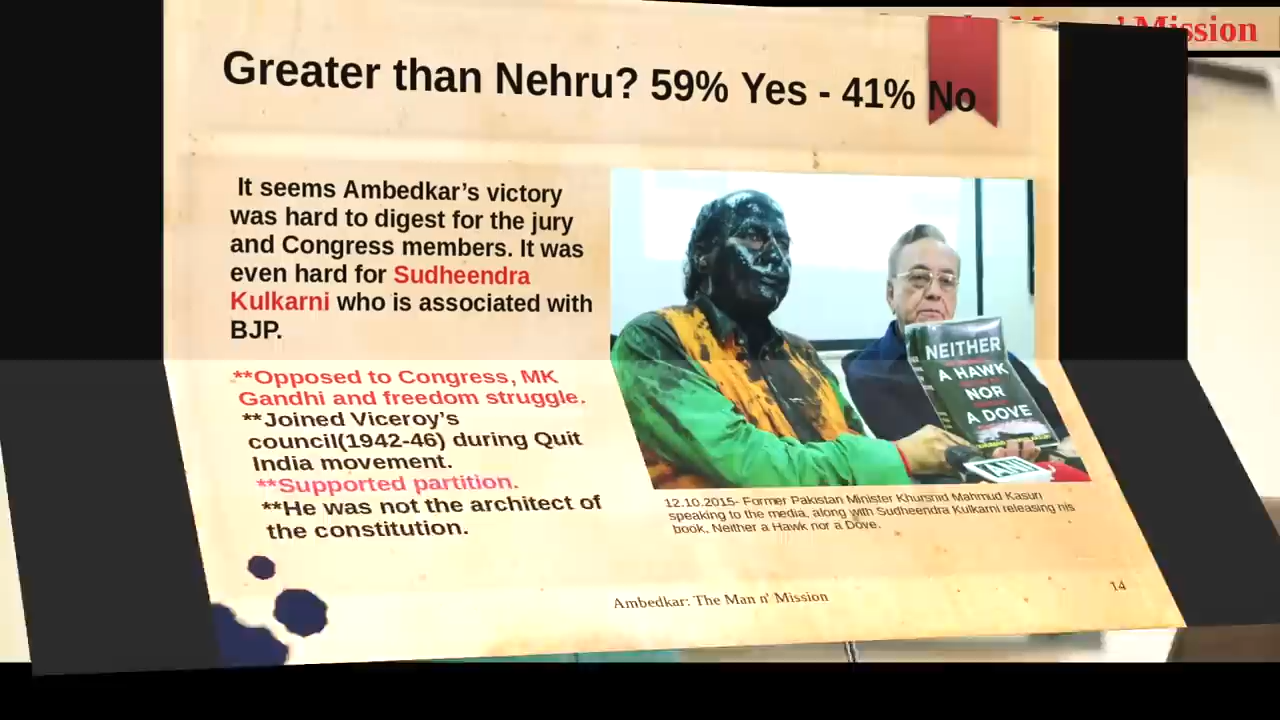 Man n' Mission
Greater than Nehru? 59% Yes - 41% No
It seems Ambedkar’s victory
was hard to digest for the jury
and Congress members. It was
even hard for Sudheendra
Kulkarni who is associated with
BJP.
**Opposed to Congress, MK
Gandhi and freedom struggle.
**Joined Viceroy’s
council(1942-46) during Quit
India movement.
**Supported partition.
**He was not the architect of
the constitution.
NEITHER
A HAWK
NOR
A DOVE
ANI
12.10.2015- Former Pakistan Minister Khurshid Mahmud Kasuri
speaking to the media, along with Sudheendra Kulkarni releasing his
book, Neither a Hawk nor a Dove.
Ambedkar: The Man n' Mission
14